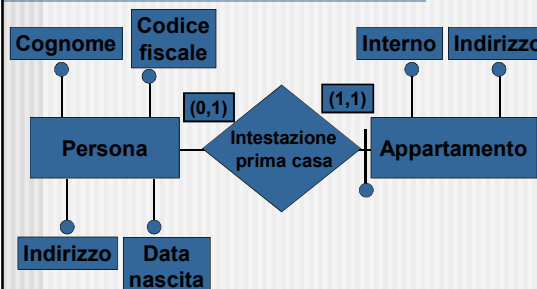 Cognome
Codice
fiscale
Interno
Indirizzo
(0,1)
(1,1)
Persona
Intestazione
prima casa
Appartamento
Indirizzo
Data
nascita